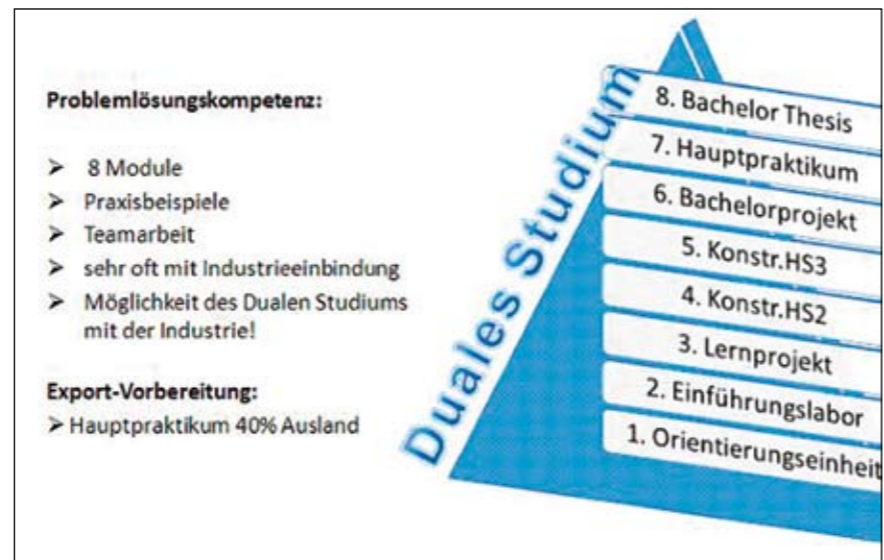 Problemlösungskompetenz:
➢ 8 Module
➢ Praxisbeispiele
➢ Teamarbeit
➢ sehr oft mit Industrieeinbindung
➢ Möglichkeit des Dualen Studiums
mit der Industrie!
Export-Vorbereitung:
➢ Hauptpraktikum 40% Ausland
Duales Studium
8. Bachelor Thesis
7. Hauptpraktikum
6. Bachelorprojekt
5. Konstr.HS3
4. Konstr.HS2
3. Lernprojekt
2. Einführungslabor
1. Orientierungseinheit